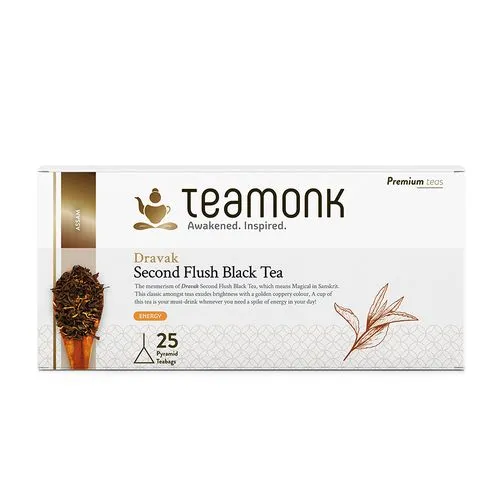 Premium teas
TEAMONK
Awakened. Inspired.
ASSAM
Dravak
Second Flush Black Tea
The mesmerism of Dravak Second Flush Black Tea, which means Magical in Sanskrit.
This classic amongst teas exudes brightness with a golden coppery colour, A cup of
this tea is your must-drink whenever you need a spike of energy in your day!
ENERGY
25
Pyramid
Teabags